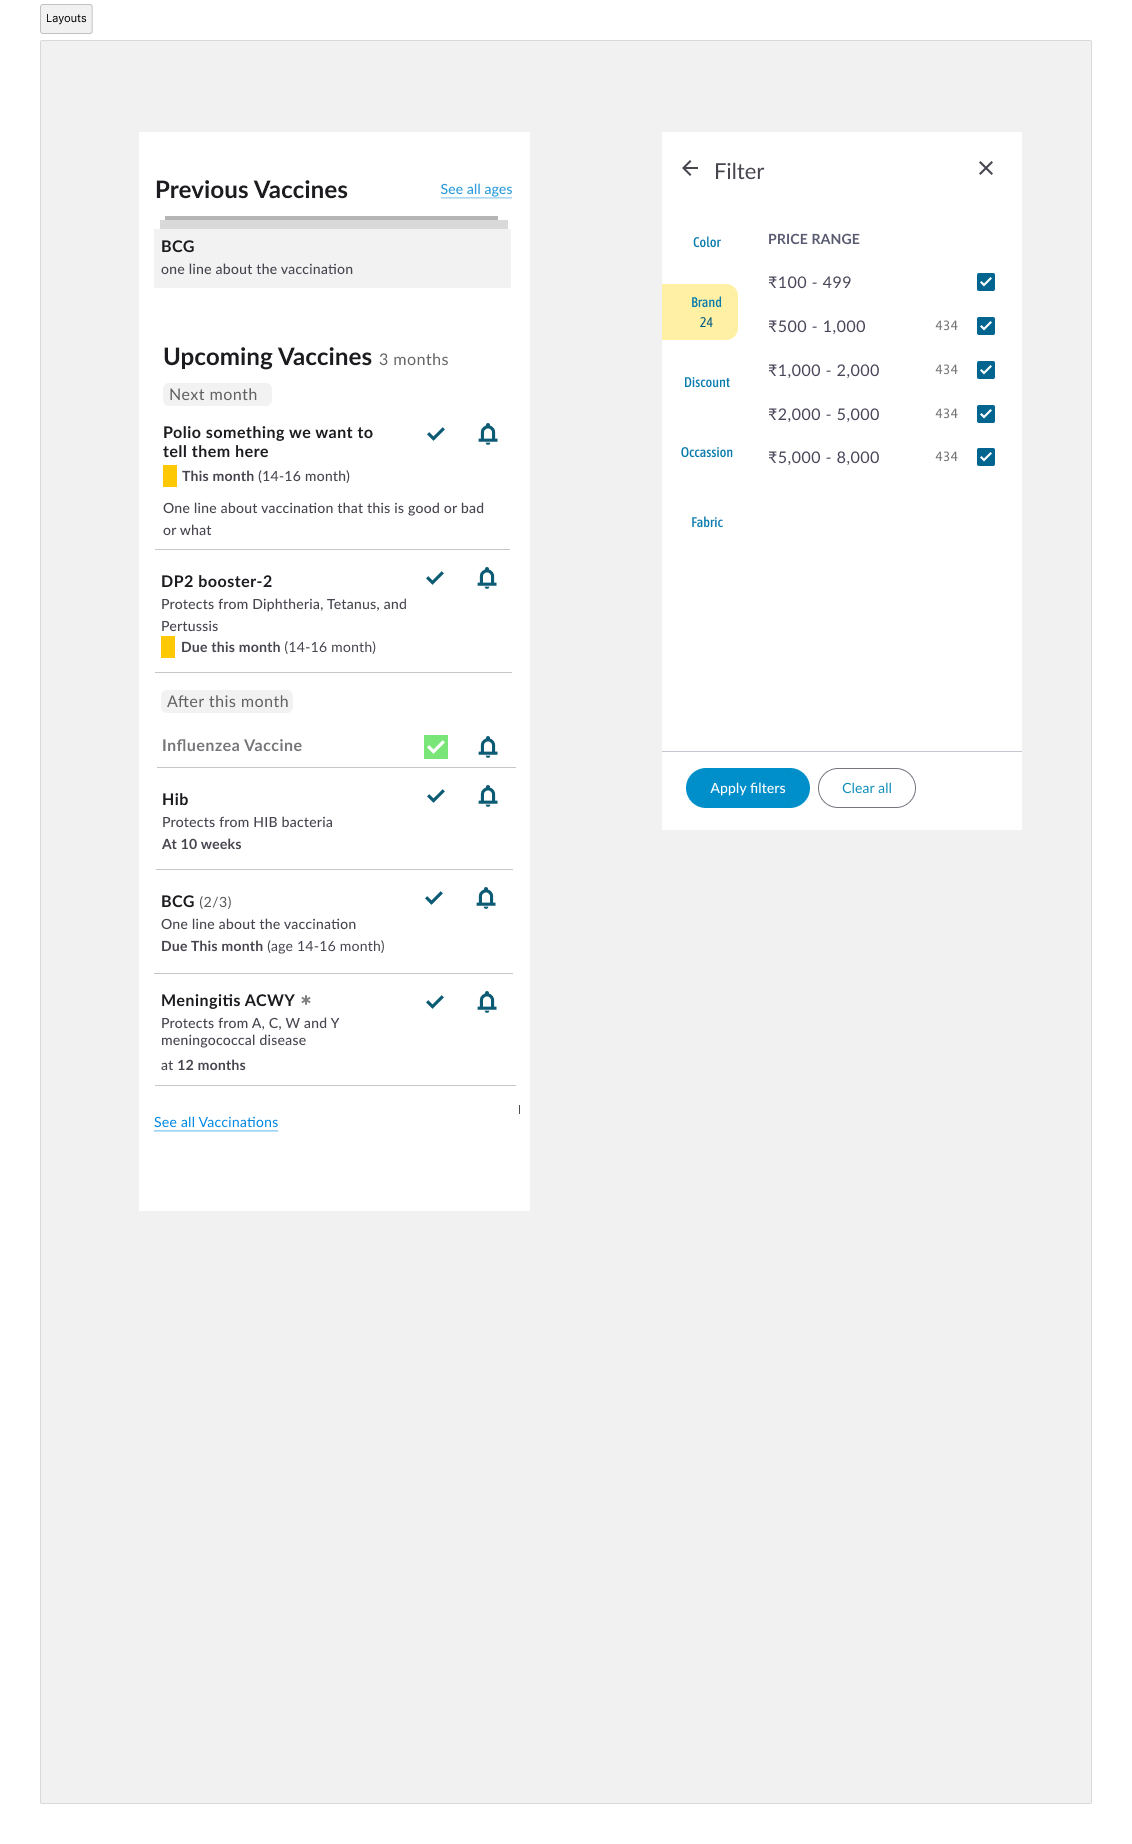 Layouts
Previous Vaccines
See all ages
BCG
one line about the vaccination
Upcoming Vaccines 3 months
Next month
Polio something we want to
tell them here
This month (14-16 month)
One line about vaccination that this is good or bad
or what
DP2 booster-2
Protects from Diphtheria, Tetanus, and
Pertussis
Due this month (14-16 month)
After this month
Influenzea Vaccine
Hib
Protects from HIB bacteria
At 10 weeks
BCG (2/3)
One line about the vaccination
Due This month (age 14-16 month)
Meningitis ACWY *
Protects from A, C, W and Y
meningococcal disease
at 12 months
See all Vaccinations
Filter
Color
Brand
24
Discount
Occassion
Fabric
PRICE RANGE
₹100 - 499
₹500 - 1,000 434
₹1,000 - 2,000 434
₹2,000 - 5,000 434
₹5,000 - 8,000 434
Apply filters
Clear all